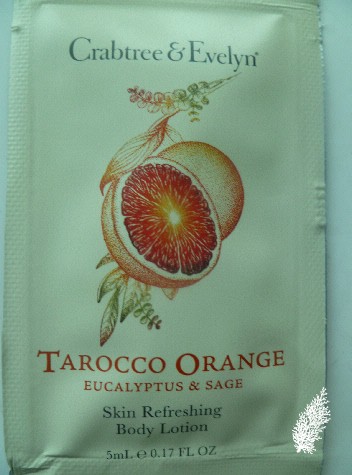 Crabtree & Evelyn®
TAROCCO ORANGE
EUCALYPTUS & SAGE
Skin Refreshing
Body Lotion
5mL ℮ 0.17 FL OZ